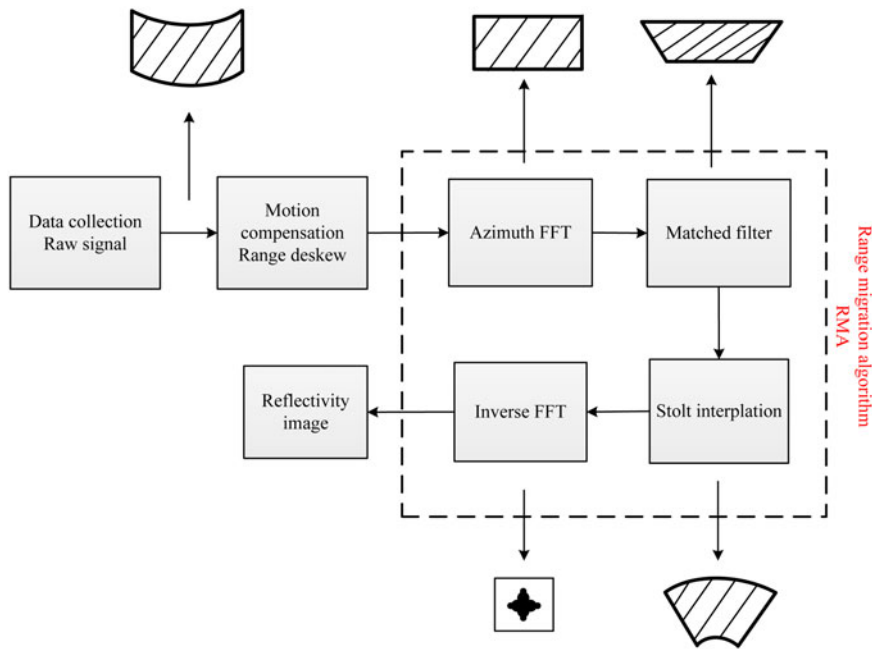 Data collection
Raw signal
Motion
compensation
Range deskew
Azimuth FFT
Matched filter
Range migration algorithm
RMA
Reflectivity
image
Inverse FFT
Stolt interplation